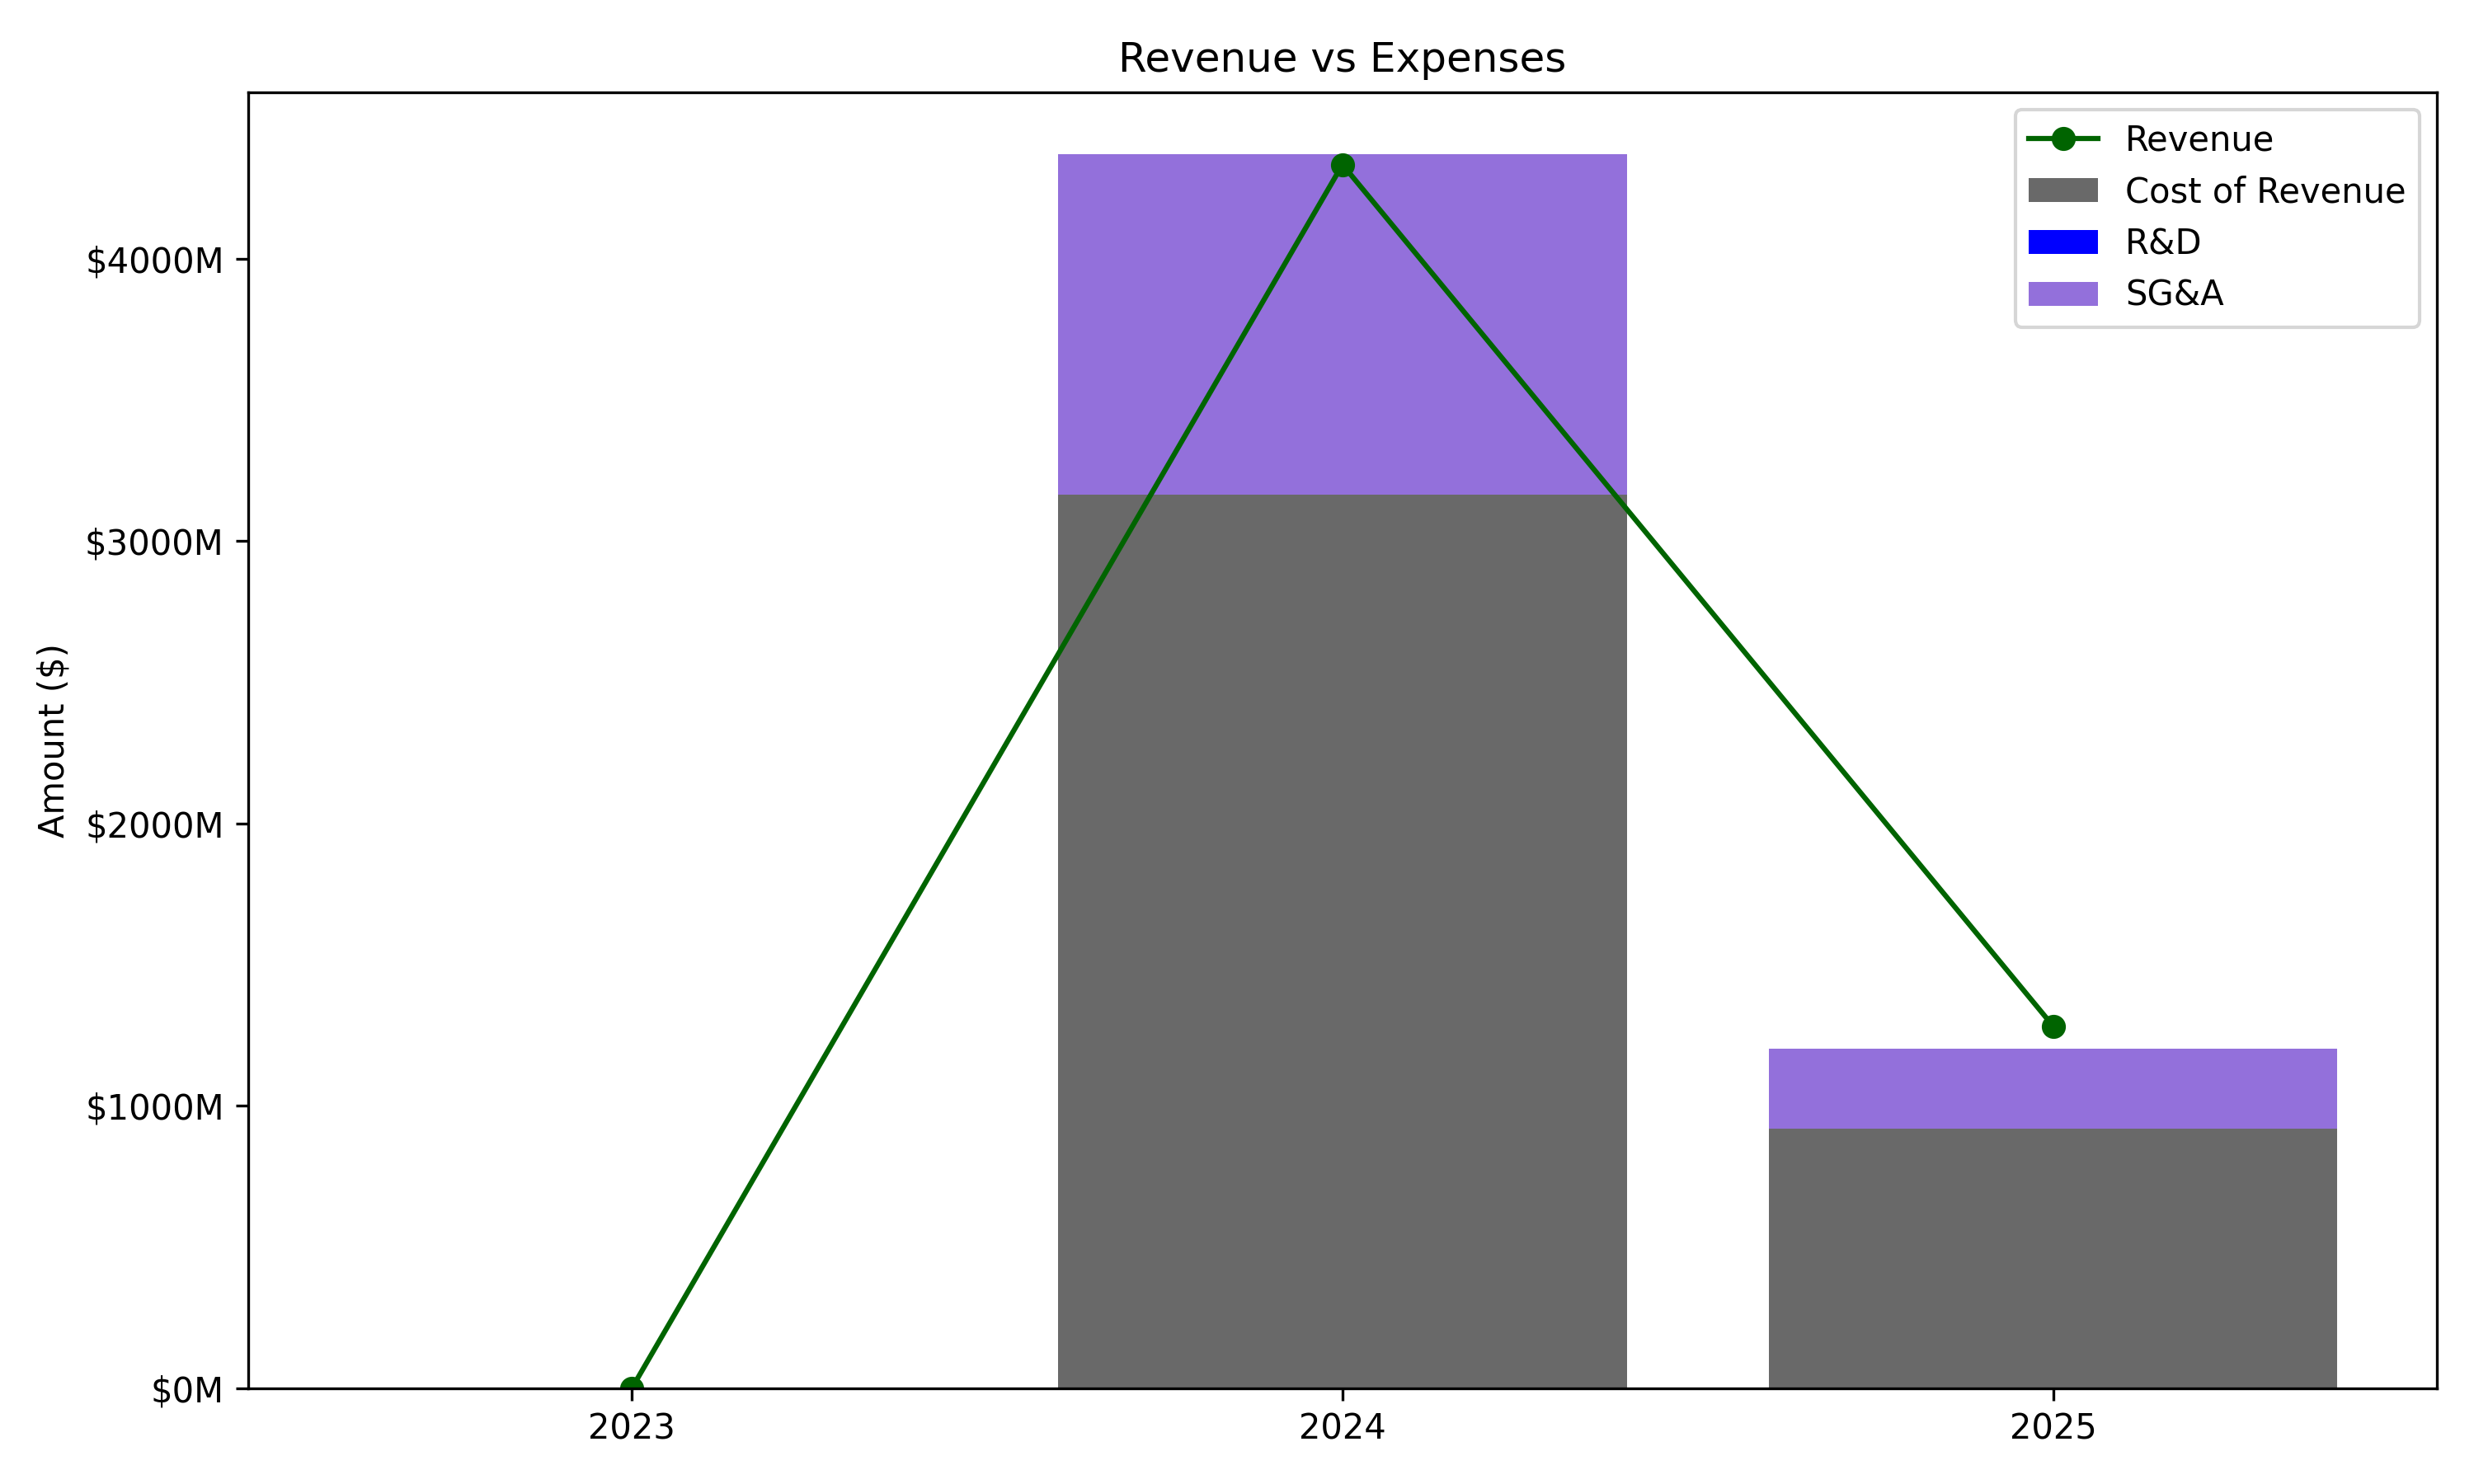 Revenue vs Expenses
Revenue
Cost of Revenue
R&D
SG&A
Amount ($)
$4000M
$3000M
$2000M
$1000M
$0M
2023
2024
2025